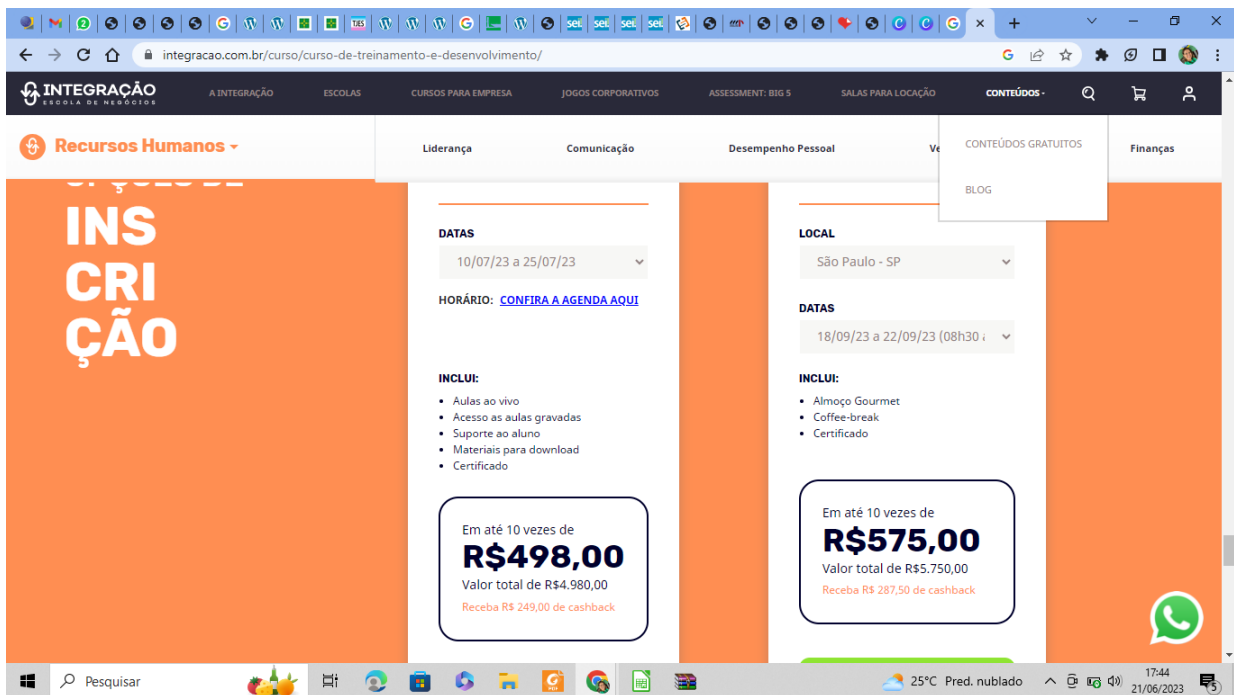 integracao.com.br/curso/curso-de-treinamento-e-desenvolvimento/
INTEGRAÇÃO
ESCOLA DE NEGÓCIOS
A INTEGRAÇÃO
ESCOLAS
CURSOS PARA EMPRESA
JOGOS CORPORATIVOS
ASSESSMENT: BIG 5
SALAS PARA LOCAÇÃO
CONTEÚDOS
Recursos Humanos
Liderança
Comunicação
Desempenho Pessoal
Ve
Finanças
CONTEÚDOS GRATUITOS
BLOG
OPÇÕES DE
INS
CRI
ÇÃO
DATAS
10/07/23 a 25/07/23
HORÁRIO: CONFIRA A AGENDA AQUI
INCLUI:
• Aulas ao vivo
• Acesso as aulas gravadas
• Suporte ao aluno
• Materiais para download
• Certificado
Em até 10 vezes de
R$498,00
Valor total de R$4.980,00
Receba R$ 249,00 de cashback
LOCAL
São Paulo - SP
DATAS
18/09/23 a 22/09/23 (08h30
INCLUI:
• Almoço Gourmet
• Coffee-break
• Certificado
Em até 10 vezes de
R$575,00
Valor total de R$5.750,00
Receba R$ 287,50 de cashback
Pesquisar
25°C Pred. nublado
17:44
21/06/2023